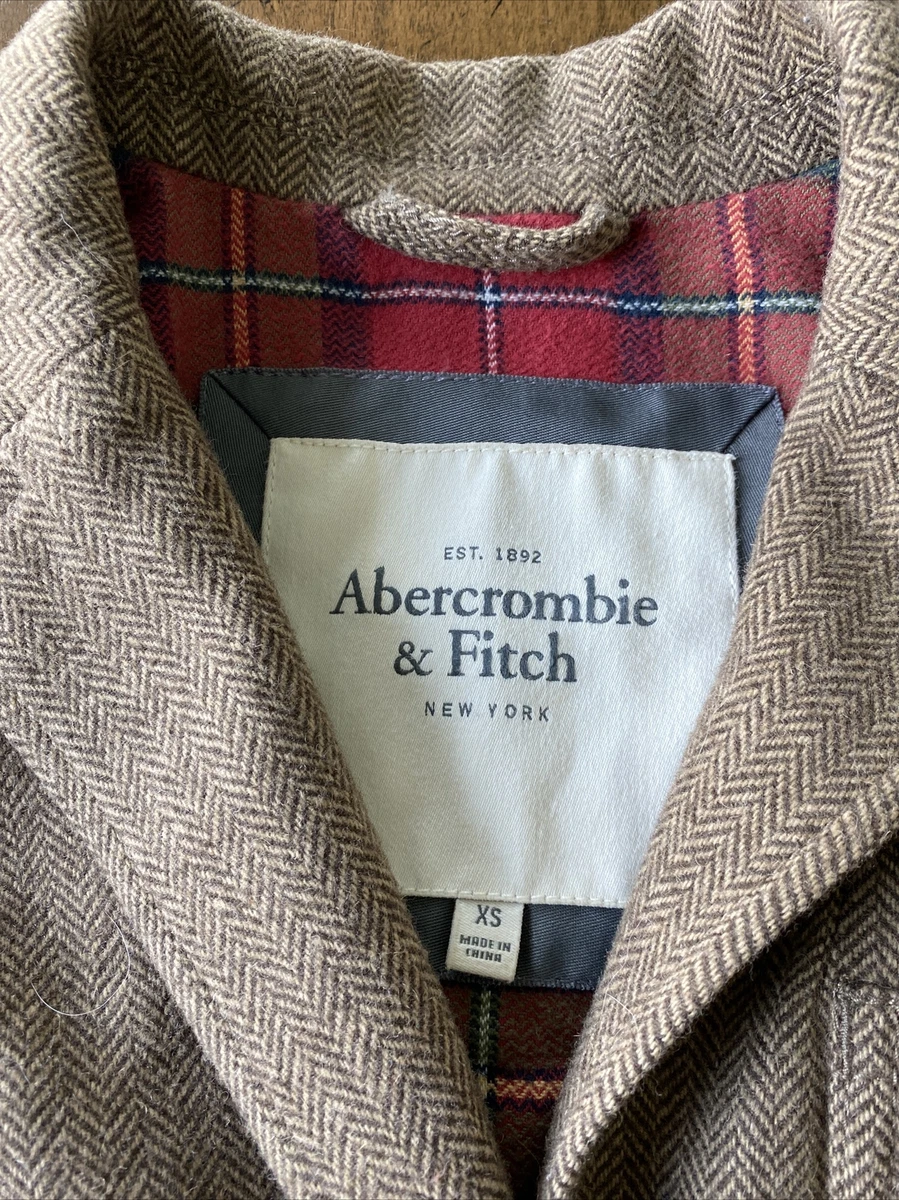 EST. 1892
Abercrombie
& Fitch
NEW YORK
XS
MADE IN
CHINA